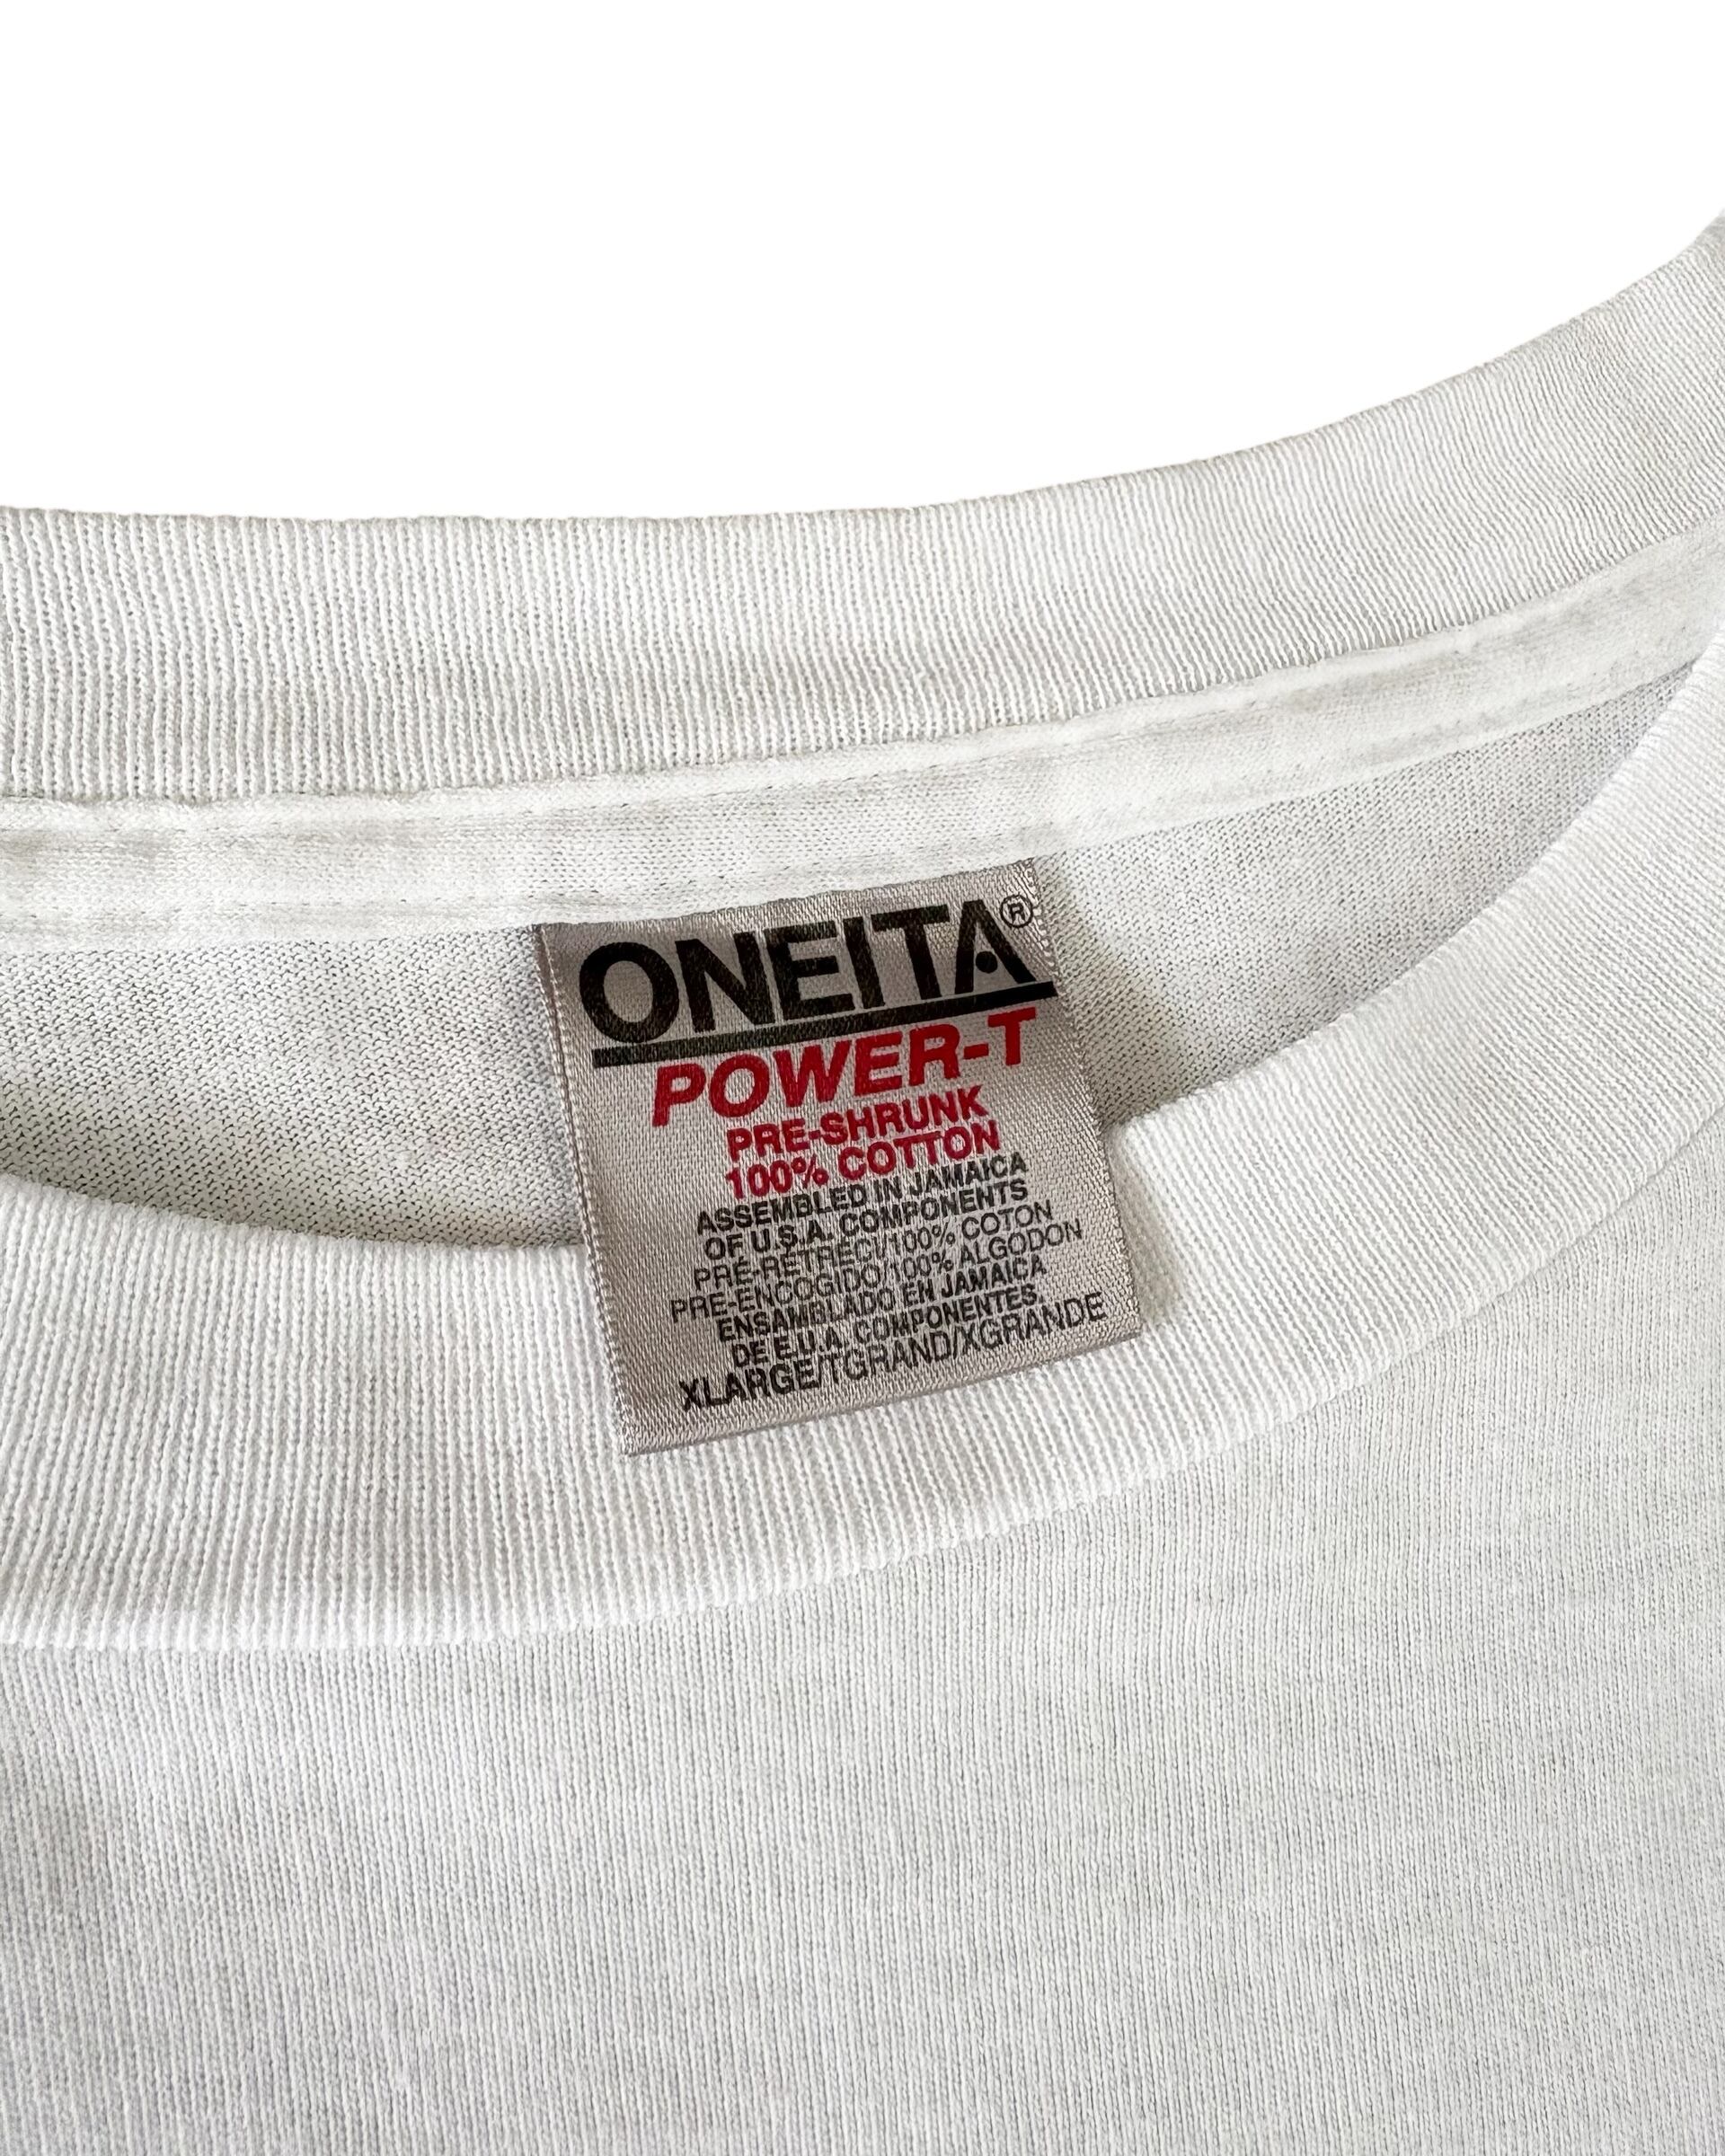 ONEITA®
POWER-T
PRE-SHRUNK
100% COTTON
ASSEMBLED IN JAMAICA
OF U.S.A. COMPONENTS
PRÉ-RÉTRÉCI/100% COTON
PRE-ENCOGIDO/100% ALGODON
ENSAMBLADO EN JAMAICA
DE E.U.A. COMPONENTES
XLARGE/TGRAND/XGRANDE